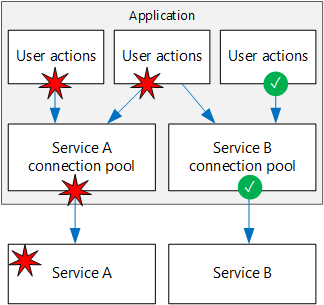 Application
User actions
User actions
User actions
Service A
connection pool
Service B
connection pool
Service A
Service B